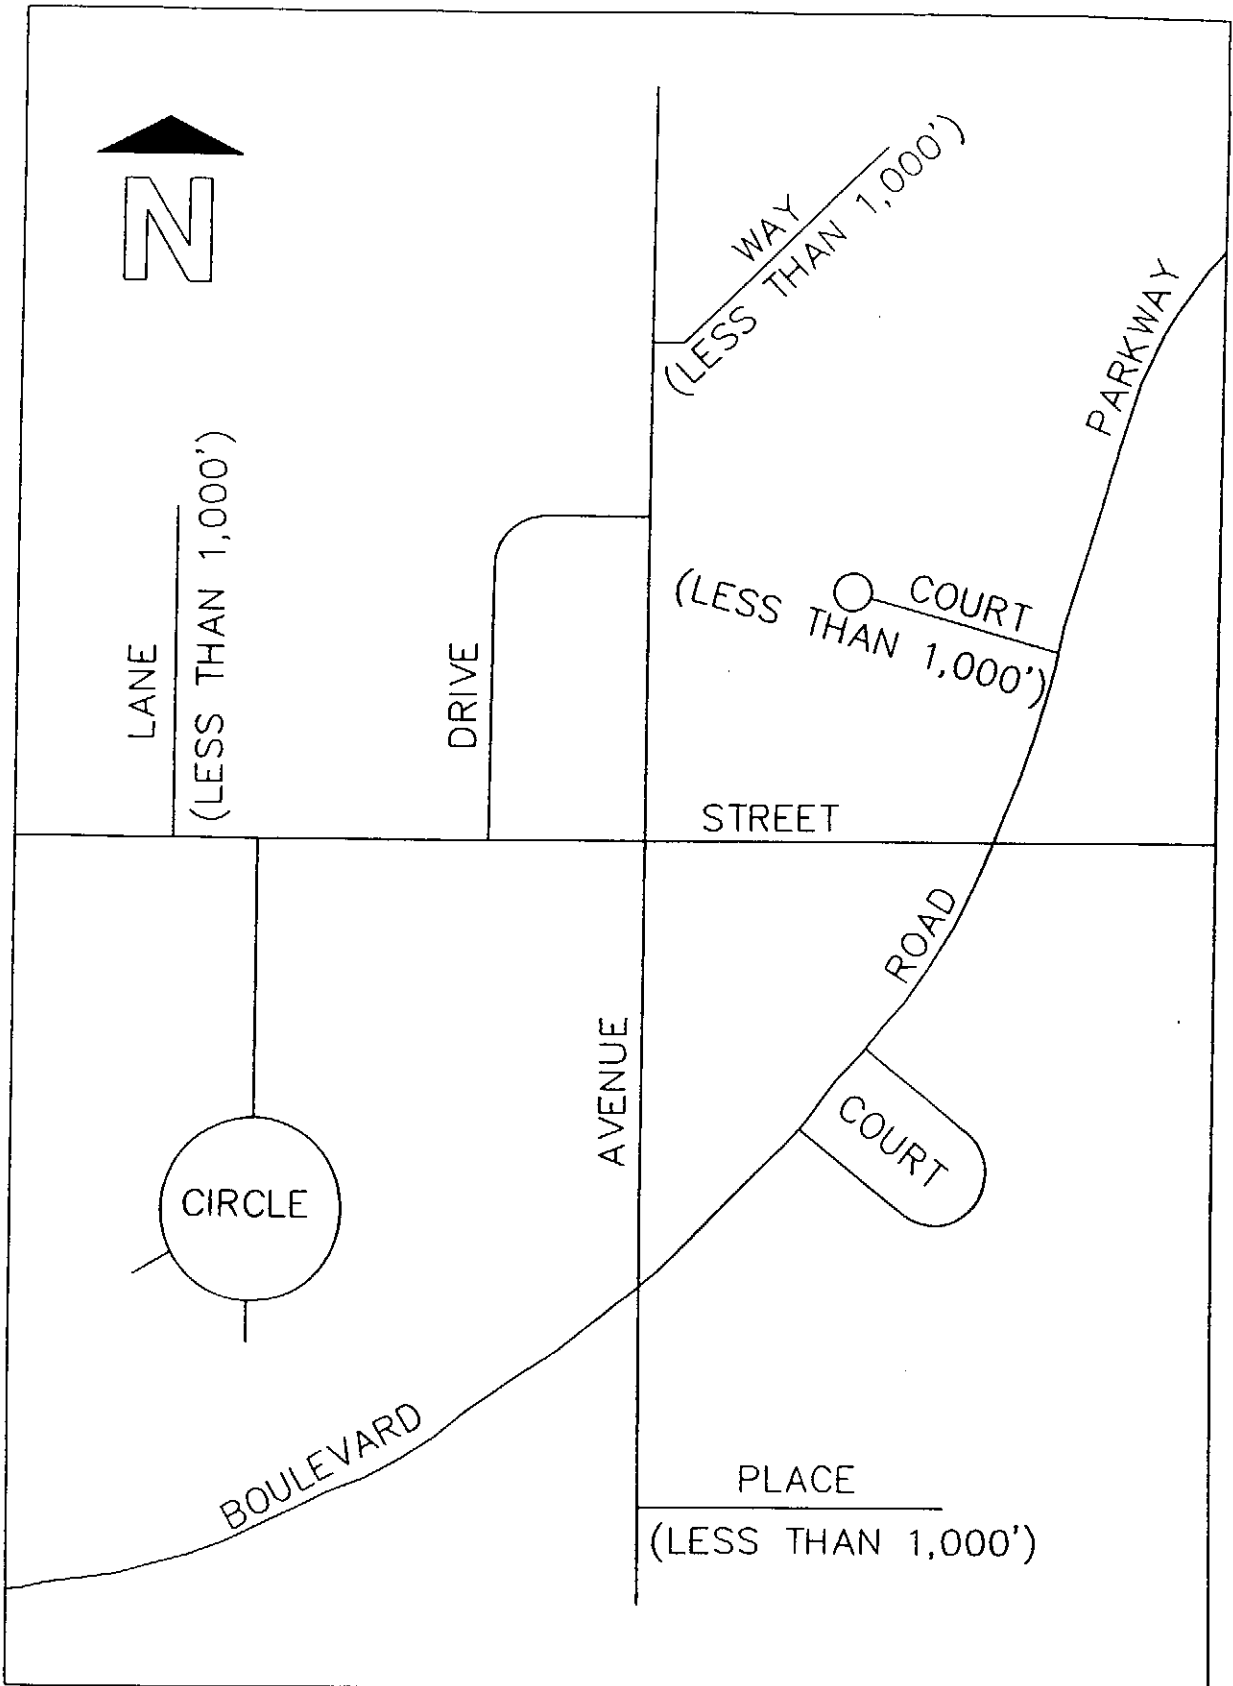 N
WAY
(LESS THAN 1,000')
PARKWAY
LANE
(LESS THAN 1,000')
DRIVE
COURT
(LESS THAN 1,000')
STREET
ROAD
AVENUE
COURT
CIRCLE
BOULEVARD
PLACE
(LESS THAN 1,000')